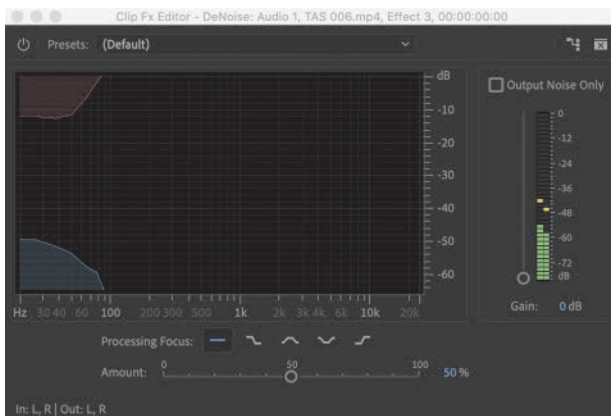 Clip Fx Editor - DeNoise: Audio 1, TAS 006.mp4, Effect 3, 00:00:00:00
Presets: (Default)
dB
-10
-20
-30
-40
-50
-60
Hz 30 40 60 100 200 300 500 1k 2k 3k 4k 6k 10k 20k
Output Noise Only
0
-12
-24
-36
-48
-60
-72
dB
Gain: 0 dB
Processing Focus:
Amount: 0 50 100 50 %
In: L, R | Out: L, R